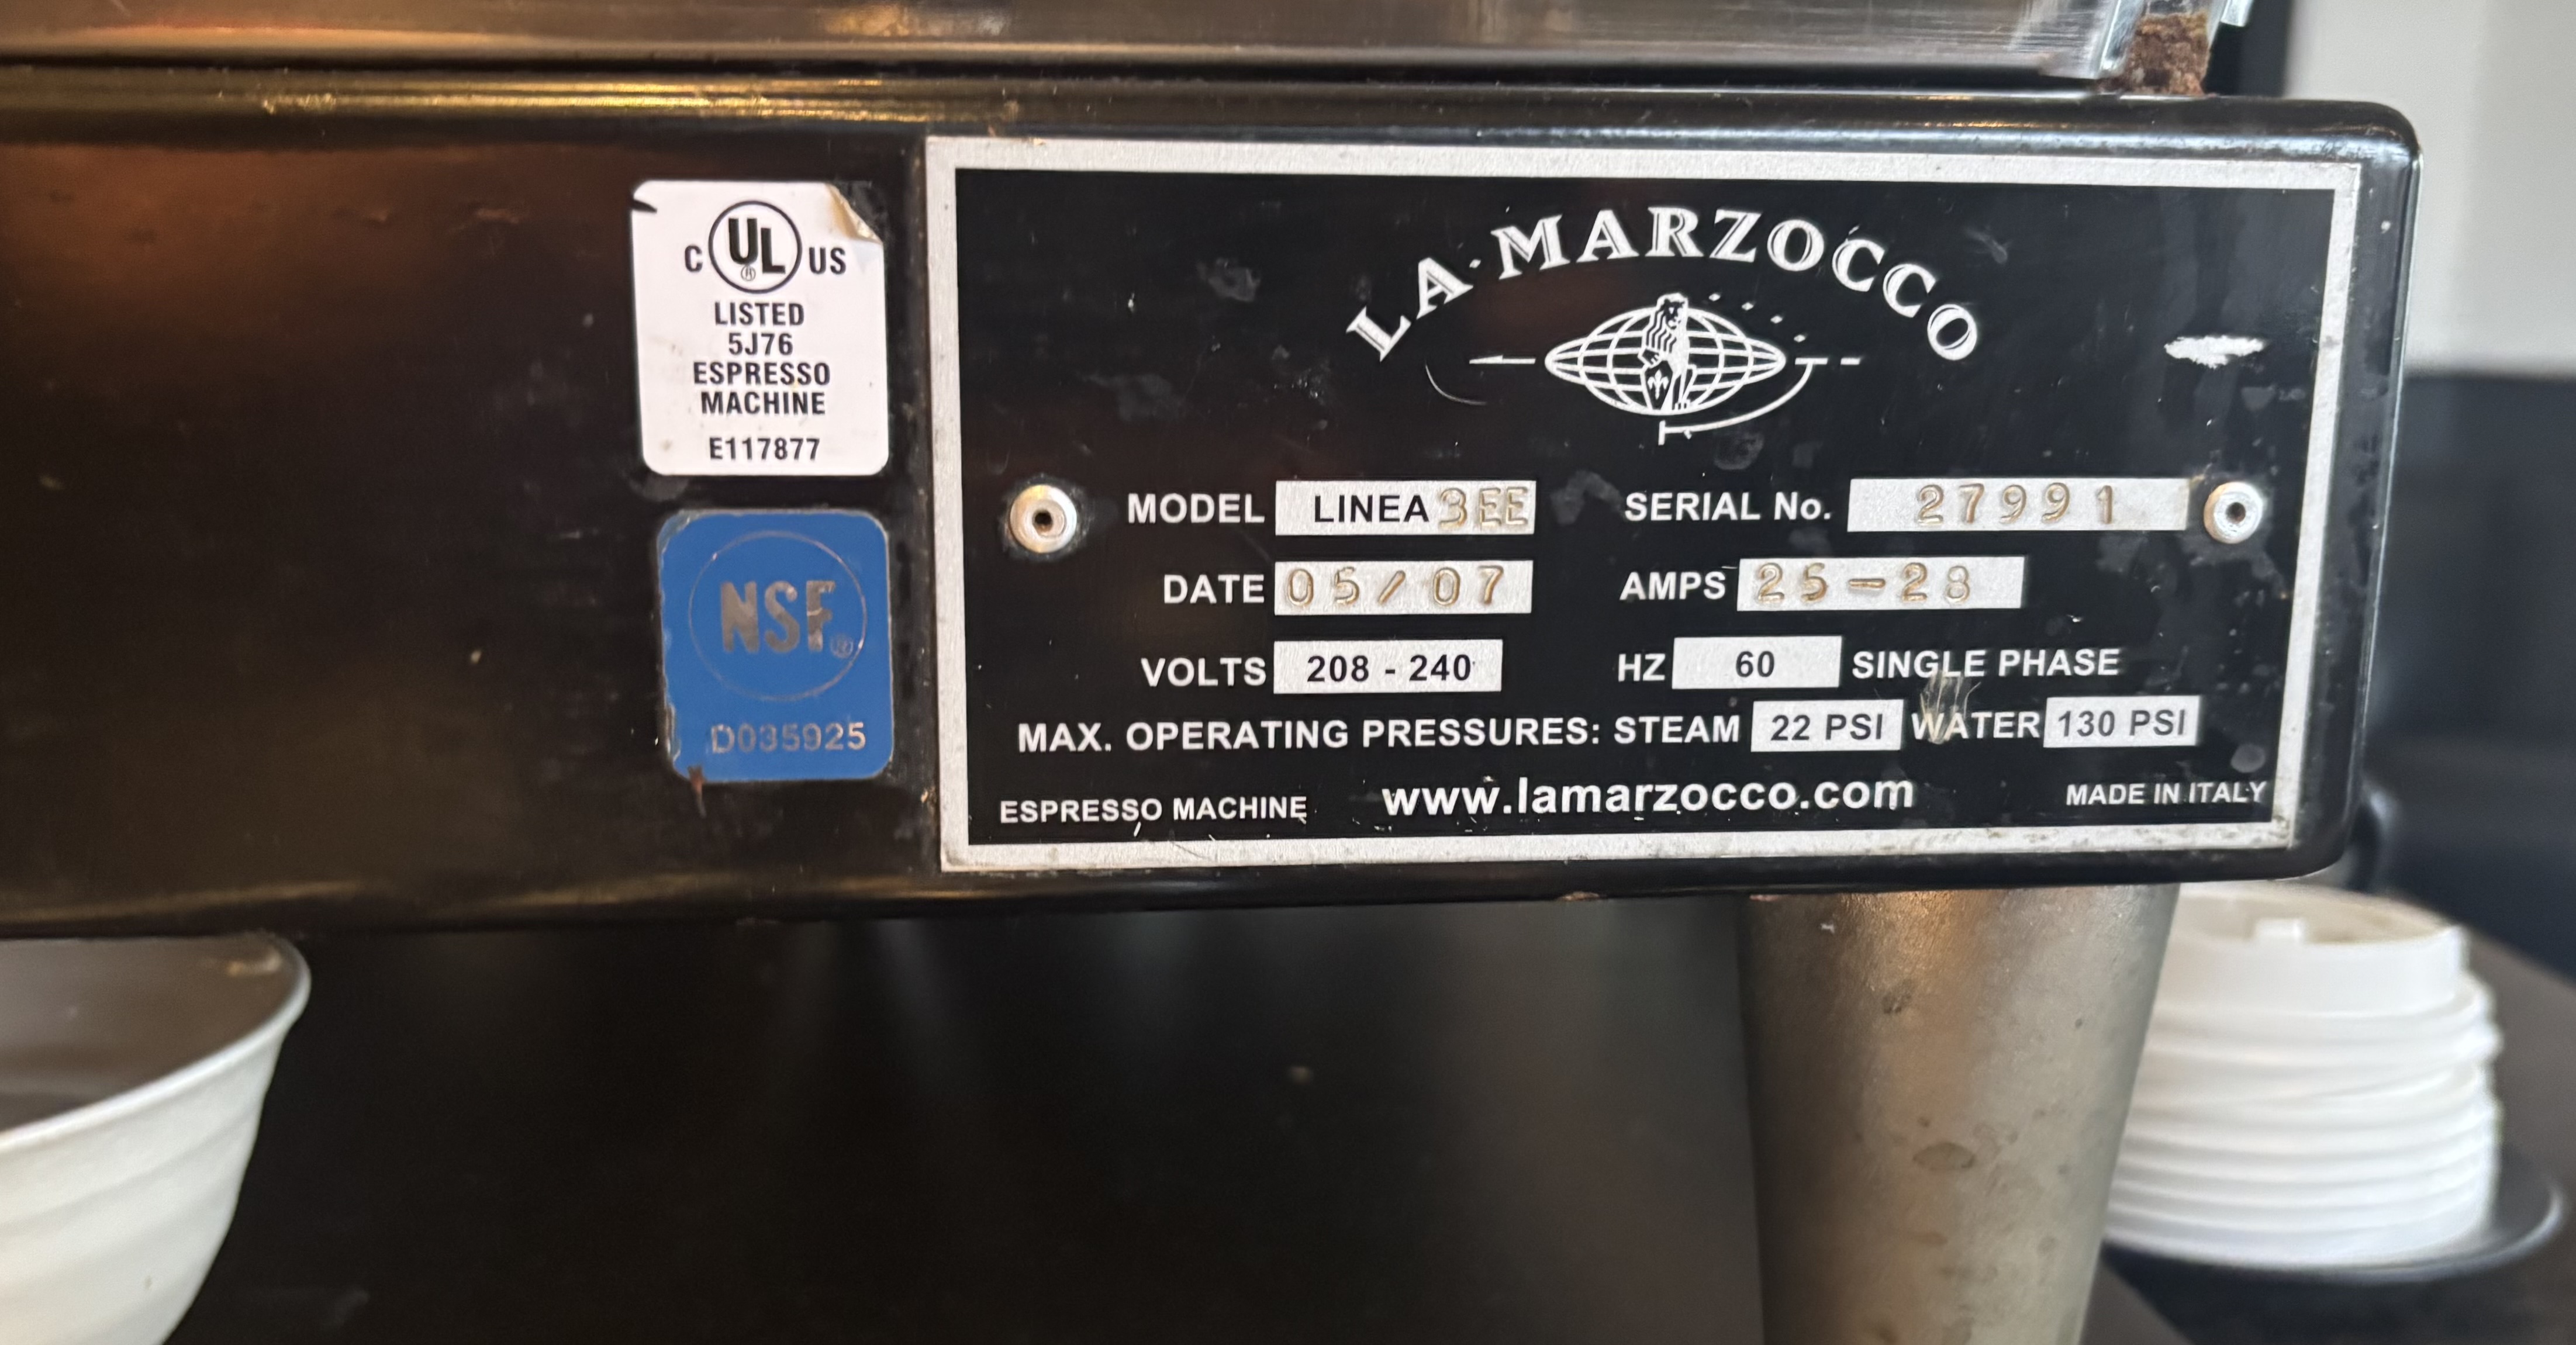 C UL US
LISTED
5J76
ESPRESSO
MACHINE
E117877
NSF®
D035925
LA MARZOCCO
MODEL LINEA 3EE SERIAL No. 27991
DATE 05/07 AMPS 25-28
VOLTS 208 - 240 HZ 60 SINGLE PHASE
MAX. OPERATING PRESSURES: STEAM 22 PSI WATER 130 PSI
ESPRESSO MACHINE www.lamarzocco.com MADE IN ITALY